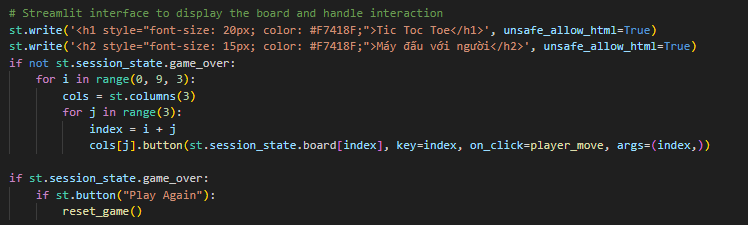 # Streamlit interface to display the board and handle interaction
st.write('<h1 style="font-size: 20px; color: #F7418F;">Tic Toc Toe</h1>', unsafe_allow_html=True)
st.write('<h2 style="font-size: 15px; color: #F7418F;">Máy đấu với người</h2>', unsafe_allow_html=True)
if not st.session_state.game_over:
    for i in range(0, 9, 3):
        cols = st.columns(3)
        for j in range(3):
            index = i + j
            cols[j].button(st.session_state.board[index], key=index, on_click=player_move, args=(index,))

if st.session_state.game_over:
    if st.button("Play Again"):
        reset_game()